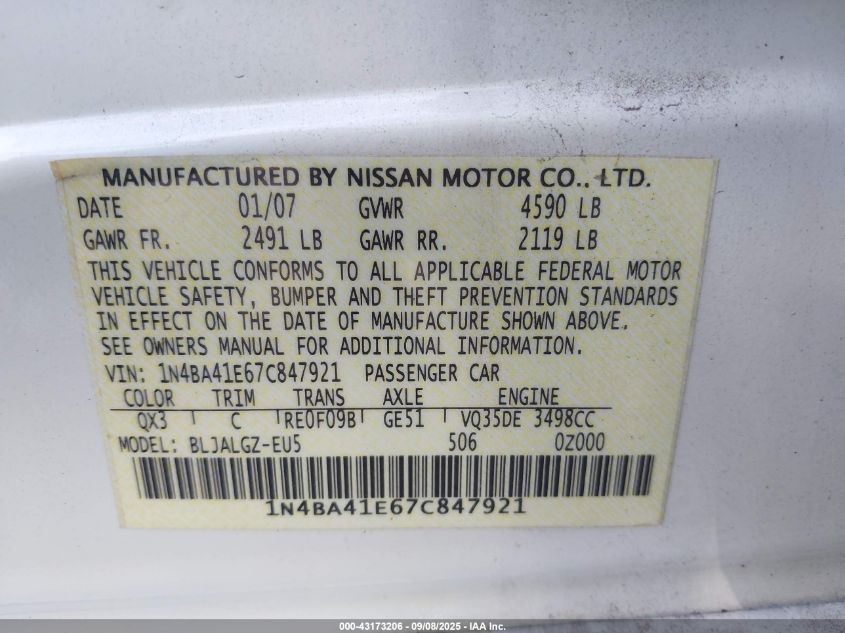 MANUFACTURED BY NISSAN MOTOR CO., LTD.
DATE 01/07 GVWR 4590 LB
GAWR FR. 2491 LB GAWR RR. 2119 LB
THIS VEHICLE CONFORMS TO ALL APPLICABLE FEDERAL MOTOR
VEHICLE SAFETY, BUMPER AND THEFT PREVENTION STANDARDS
IN EFFECT ON THE DATE OF MANUFACTURE SHOWN ABOVE.
SEE OWNERS MANUAL FOR ADDITIONAL INFORMATION.
VIN: 1N4BA41E67C847921 PASSENGER CAR
COLOR TRIM TRANS AXLE ENGINE
QX3 C RE0F09B GE51 VQ35DE 3498CC
MODEL: BLJALGZ-EU5 506 0Z000
1N4BA41E67C847921
000-43173206 - 09/08/2025 - IAA Inc.